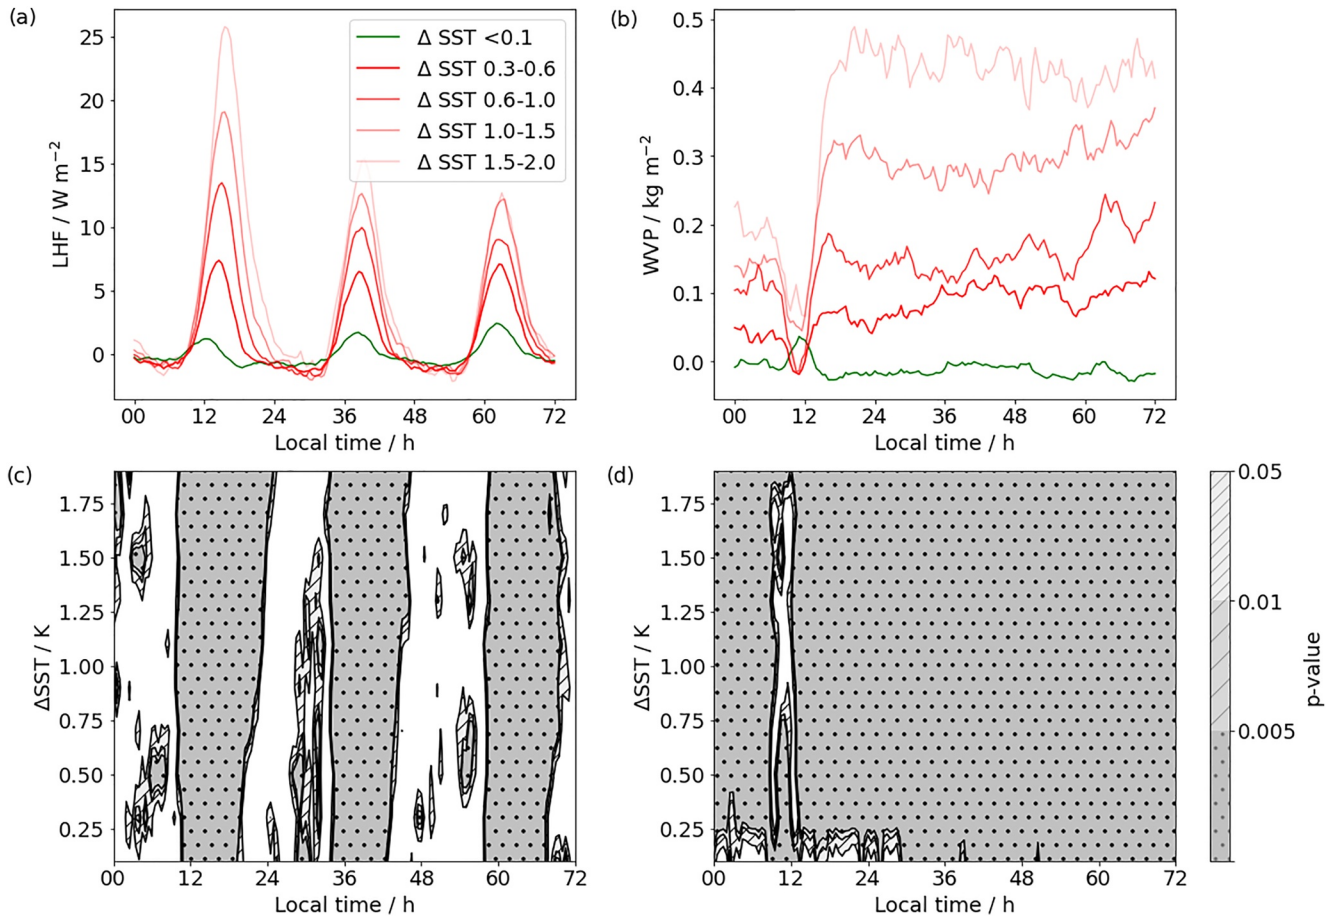 (a)
25
20
15
10
5
0
LHF / W m−2
Δ SST <0.1
Δ SST 0.3-0.6
Δ SST 0.6-1.0
Δ SST 1.0-1.5
Δ SST 1.5-2.0
00 12 24 36 48 60 72
Local time / h
(b)
0.5
0.4
0.3
0.2
0.1
0.0
WVP / kg m−2
00 12 24 36 48 60 72
Local time / h
(c)
1.75
1.50
1.25
1.00
0.75
0.50
0.25
ΔSST / K
00 12 24 36 48 60 72
Local time / h
(d)
1.75
1.50
1.25
1.00
0.75
0.50
0.25
ΔSST / K
00 12 24 36 48 60 72
Local time / h
0.05
0.01
0.005
p-value